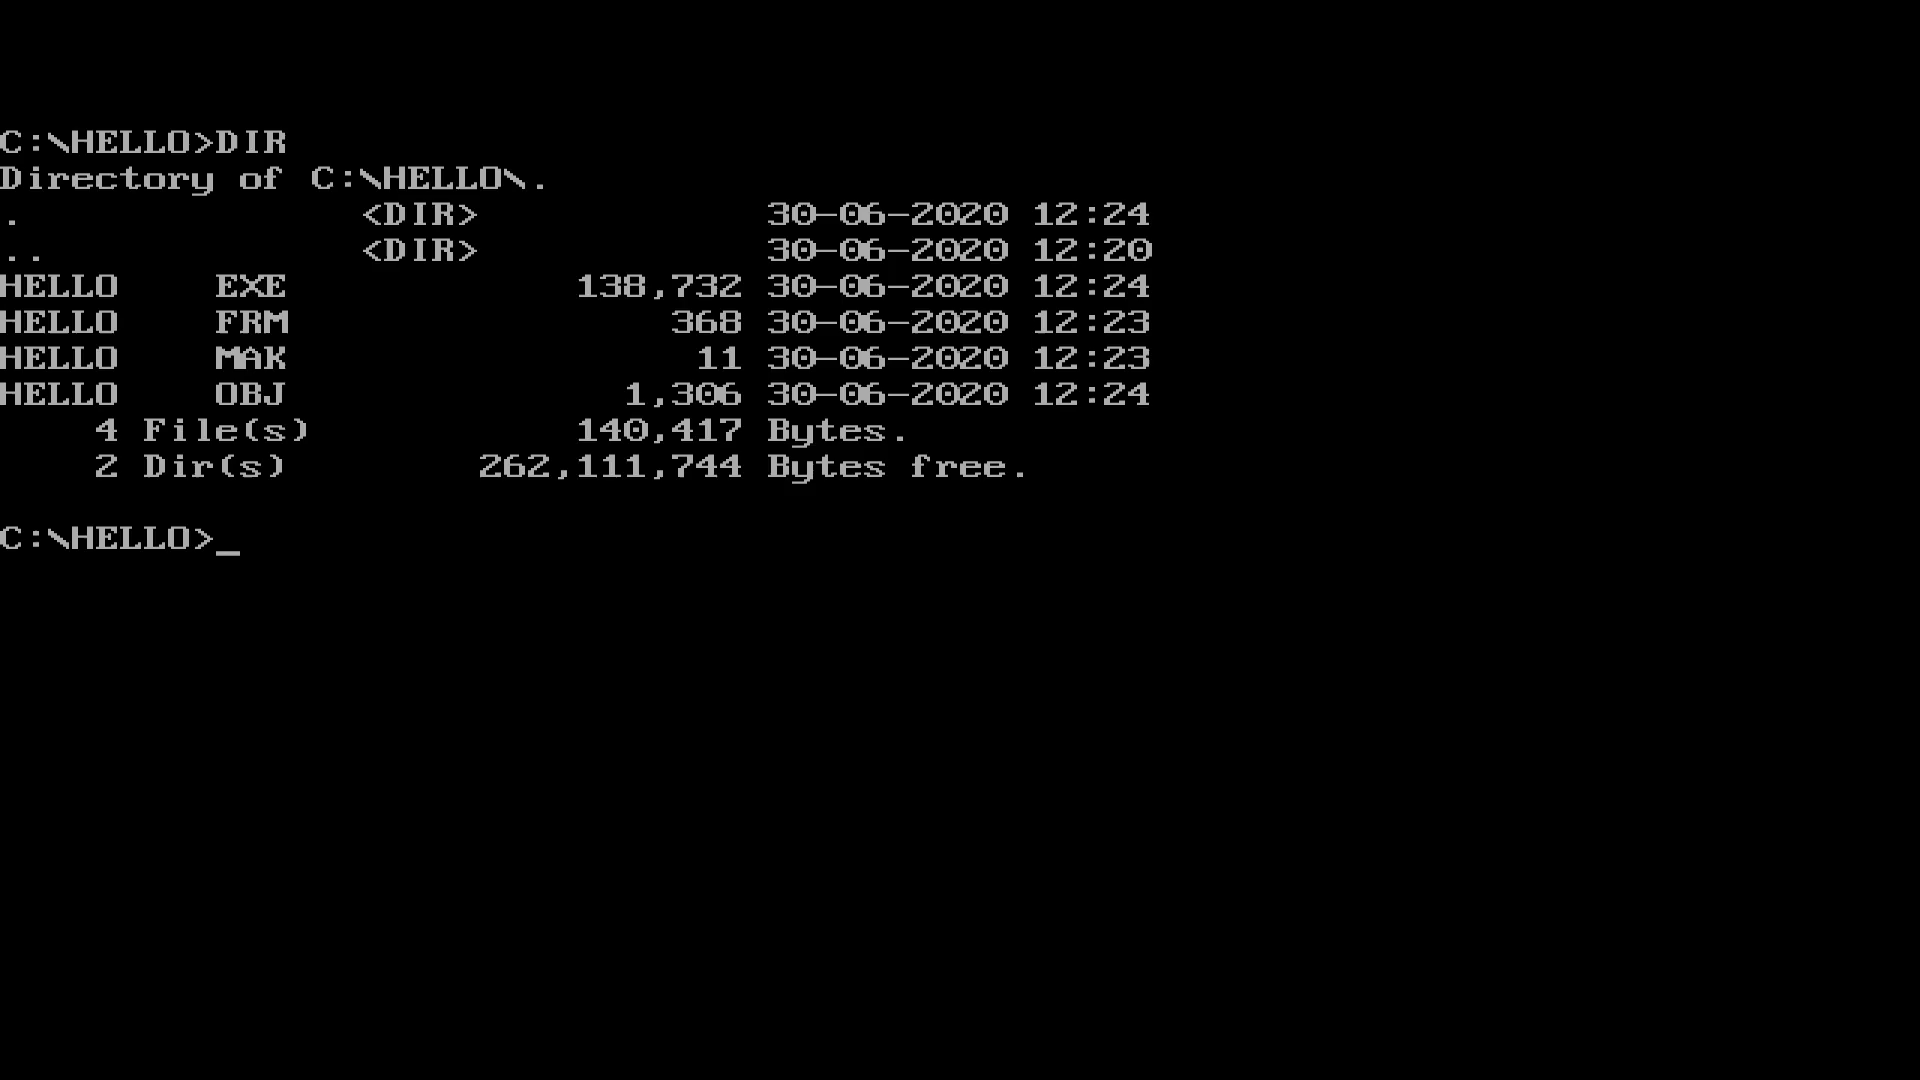 C:\HELLO>DIR
Directory of C:\HELLO\.
.              <DIR>            30-06-2020 12:24
..             <DIR>            30-06-2020 12:20
HELLO    EXE            138,732 30-06-2020 12:24
HELLO    FRM                368 30-06-2020 12:23
HELLO    MAK                 11 30-06-2020 12:23
HELLO    OBJ              1,306 30-06-2020 12:24
    4 File(s)           140,417 Bytes.
    2 Dir(s)        262,111,744 Bytes free.
C:\HELLO>_